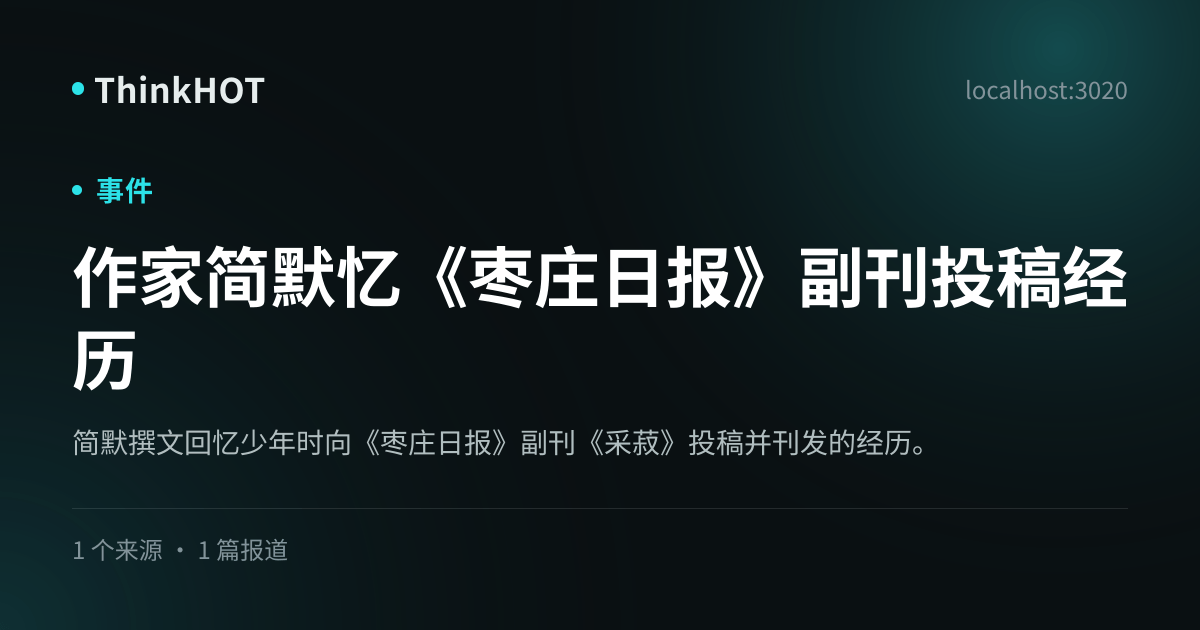 ThinkHOT
localhost:3020
事件
作家简默忆《枣庄日报》副刊投稿经
历
简默撰文回忆少年时向《枣庄日报》副刊《采菽》投稿并刊发的经历。
1 个来源 · 1 篇报道